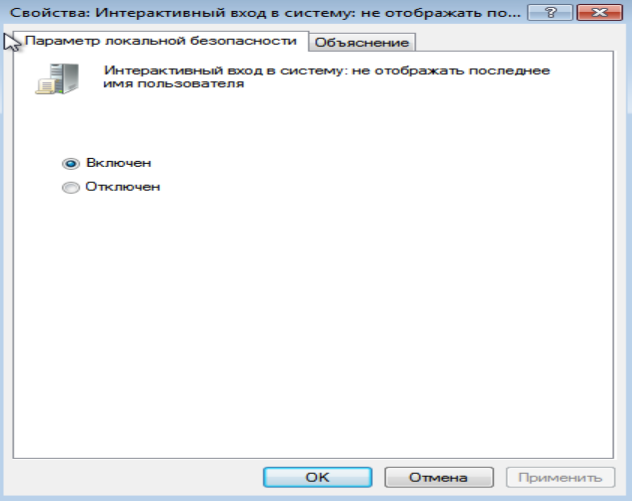 Свойства: Интерактивный вход в систему: не отображать по...
?
Параметр локальной безопасности
Объяснение
Интерактивный вход в систему: не отображать последнее
имя пользователя
Включен
Отключен
ОК
Отмена
Применить